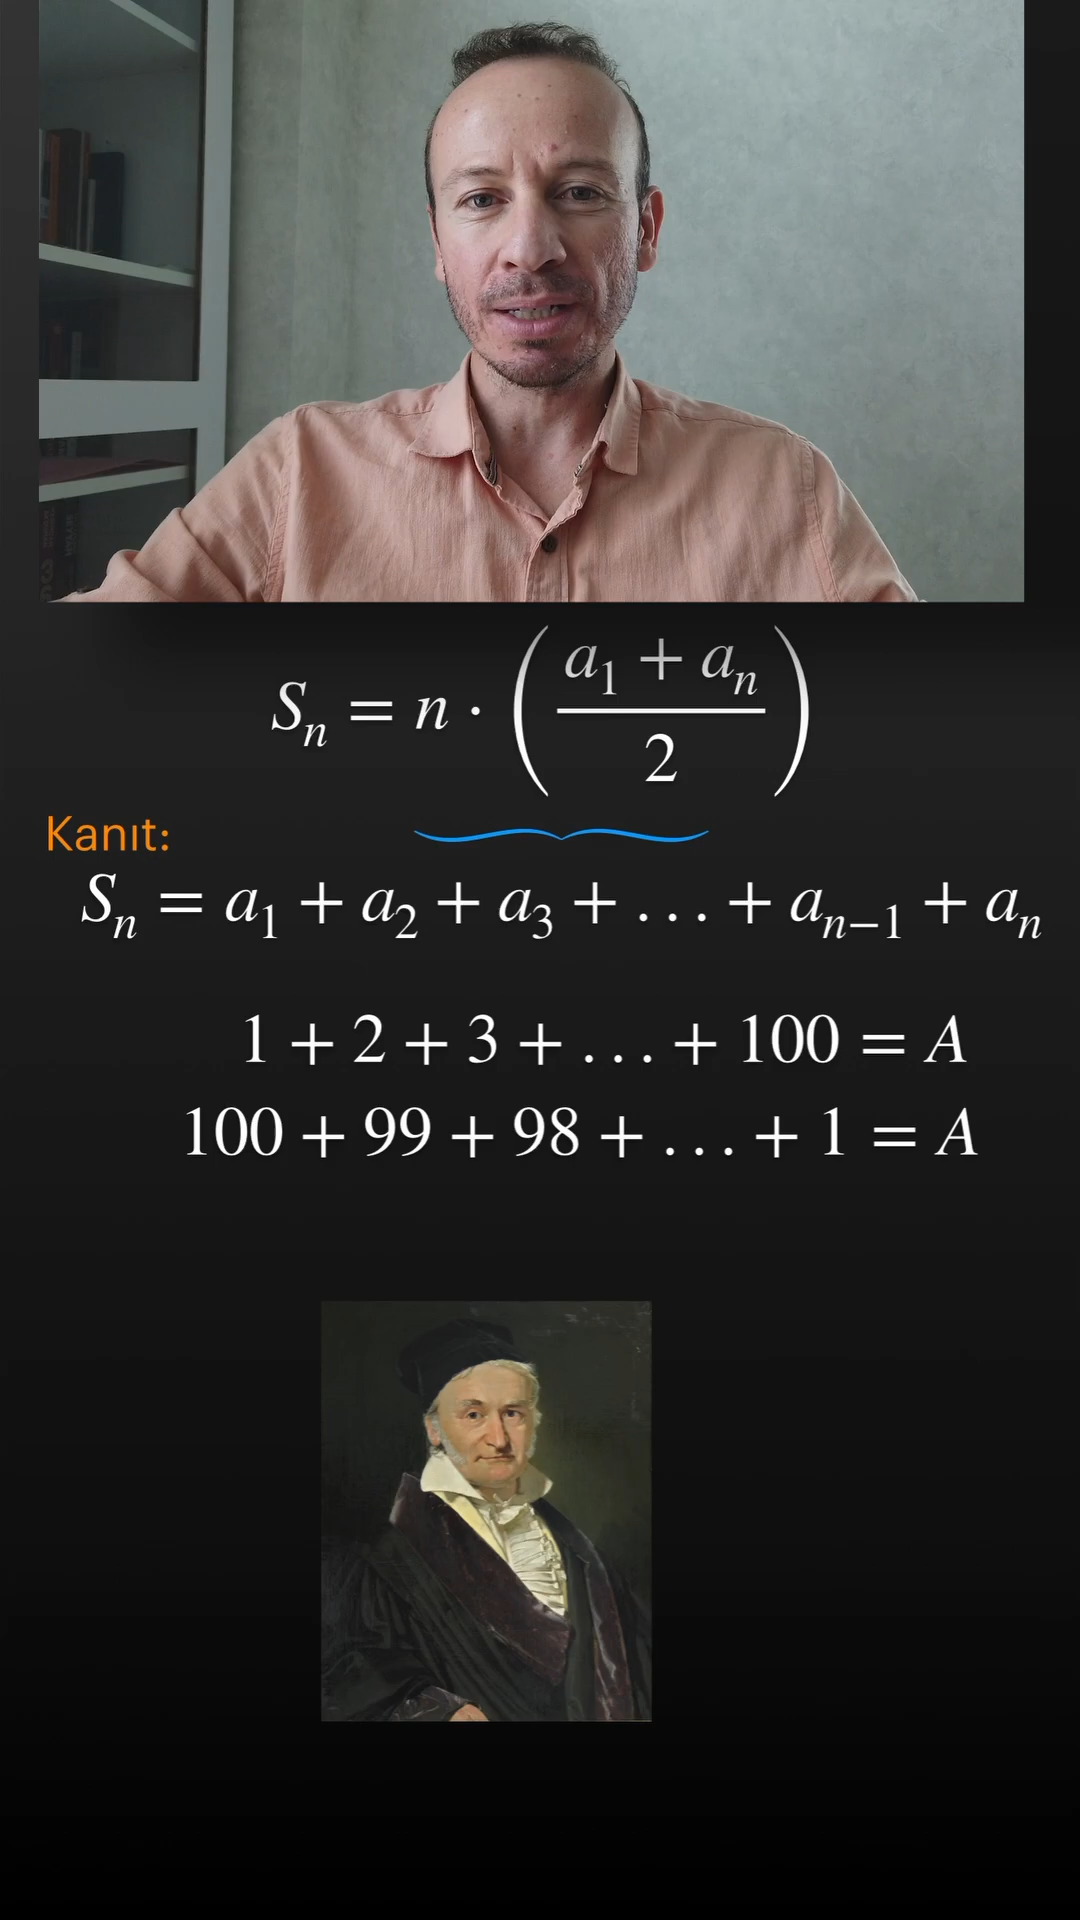 S_n = n · ( (a_1 + a_n) / 2 )
Kanıt:
S_n = a_1 + a_2 + a_3 + . . . + a_{n−1} + a_n
1 + 2 + 3 + . . . + 100 = A
100 + 99 + 98 + . . . + 1 = A